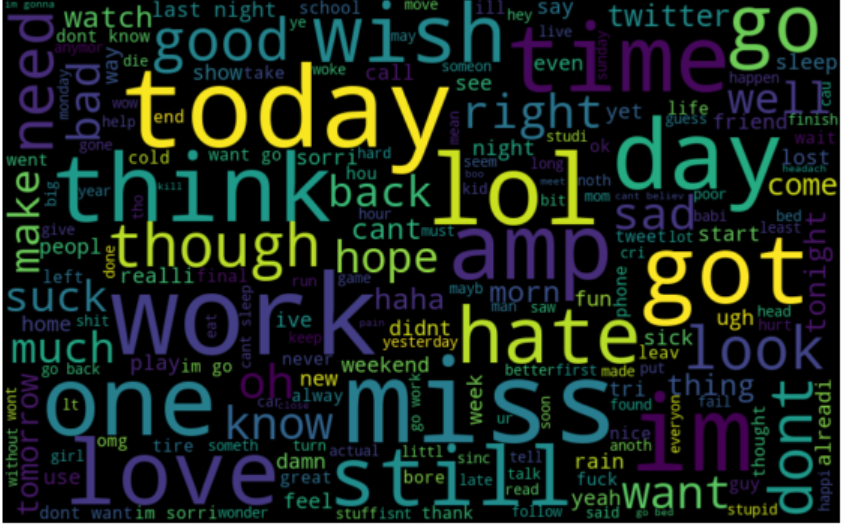 im gonna
watch
last night
school
move
ill
hey
say
twitter
go
dont know
good
wish
ye
may
time
live
sunday
sleep
need
anymor
monday
bad
way
die
show
take
woke
call
someon
see
even
happen
well
cau
wow
help
today
end
mean
right
yet
life
guess
friend
finish
gone
studi
ok
wait
went
cold
want go
sorri
hard
night
day
lost
headach
think
hou
seem
long
lol
boo
kid
noth
meet
bit
mom
cant believ
poor
come
big
year
kill
tho
back
make
give
hour
cant
must
sad
babi
bed
least
peopl
done
though
hope
amp
tweet
lot
start
tonight
left
realli
final
run
game
mayb
morn
cri
phone
got
suck
work
haha
man
saw
fun
ugh
head
home
shit
eat
cant sleep
ive
keep
pain
didnt
yesterday
hate
sick
leav
hurt
look
much
play
im go
never
weekend
better
first
made
put
go back
oh
new
alway
one
miss
tri
thing
without
wont
tomorrow
lt
know
car
close
go work
week
ur
soon
found
fail
nice
im
everyon
thought
dont
alreadi
omg
tire
someth
turn
actual
littl
sinc
tell
anoth
girl
love
damn
still
bore
late
talk
read
rain
use
great
feel
fuck
yeah
want
guy
happi
dont want
im sorri
wonder
stuff
isnt
thank
follow
said
go bed
stupid